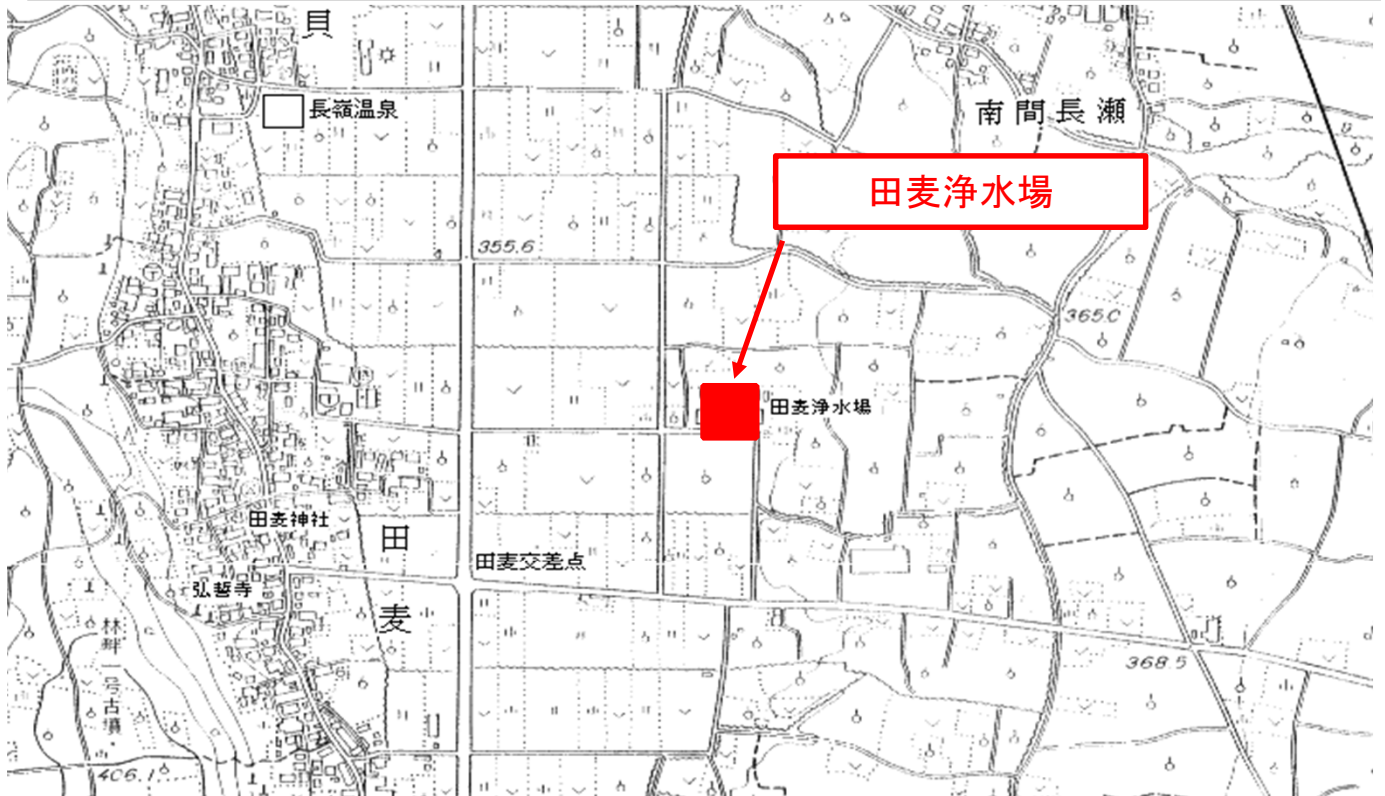 貝
長嶺温泉
南間長瀬
田麦浄水場
355.6
365.0
田麦浄水場
田麦神社
田麦
田麦交差点
弘誓寺
林畔一号古墳
368.5
406.1